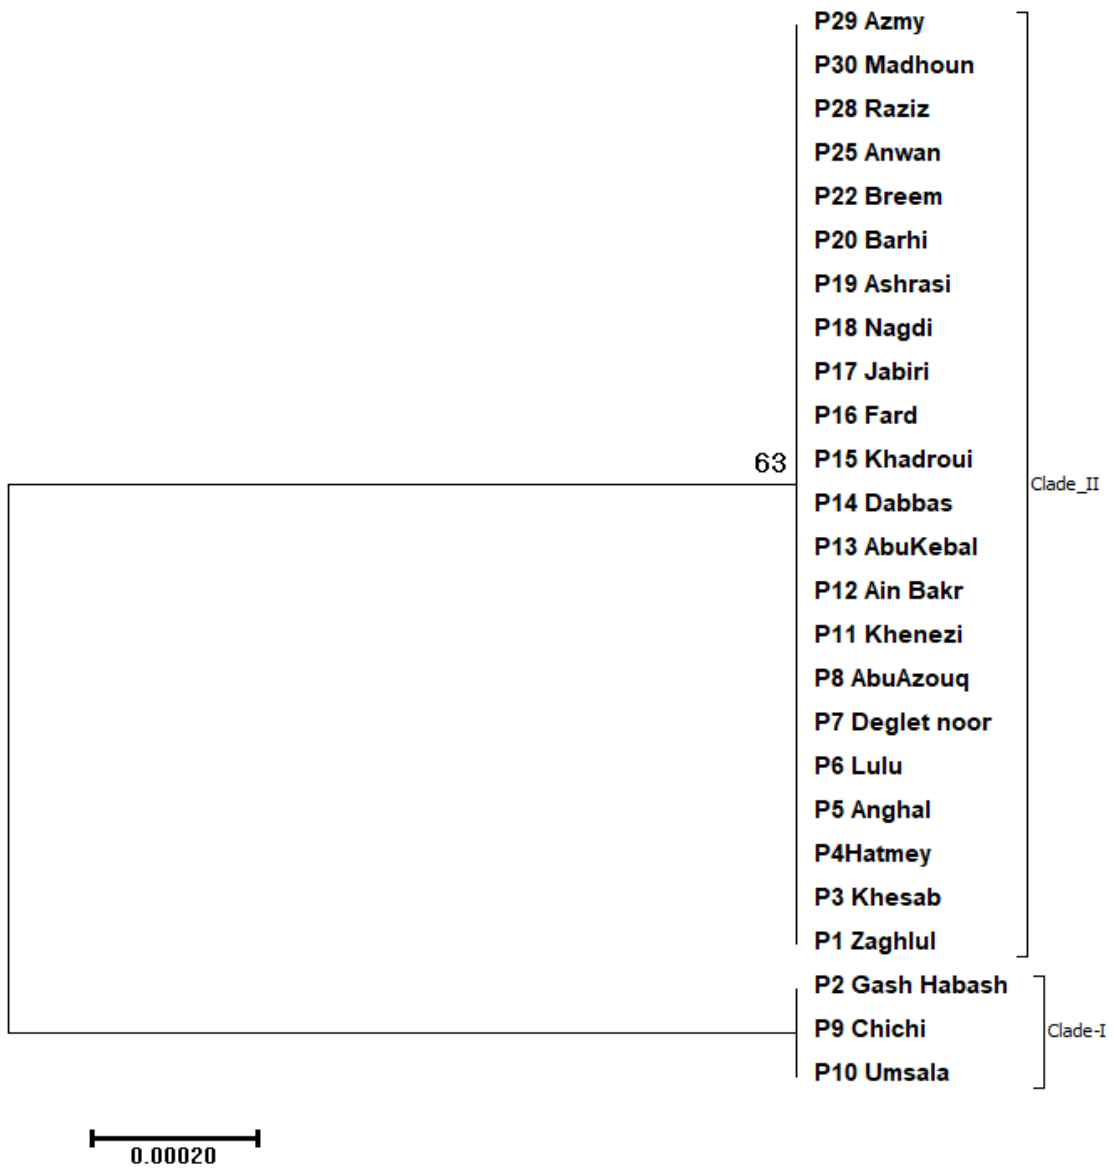 P29 Azmy
P30 Madhoun
P28 Raziz
P25 Anwan
P22 Breem
P20 Barhi
P19 Ashrasi
P18 Nagdi
P17 Jabiri
P16 Fard
63
P15 Khadroui
Clade_II
P14 Dabbas
P13 AbuKebal
P12 Ain Bakr
P11 Khenezi
P8 AbuAzouq
P7 Deglet noor
P6 Lulu
P5 Anghal
P4Hatmey
P3 Khesab
P1 Zaghlul
P2 Gash Habash
P9 Chichi
Clade-I
P10 Umsala
0.00020